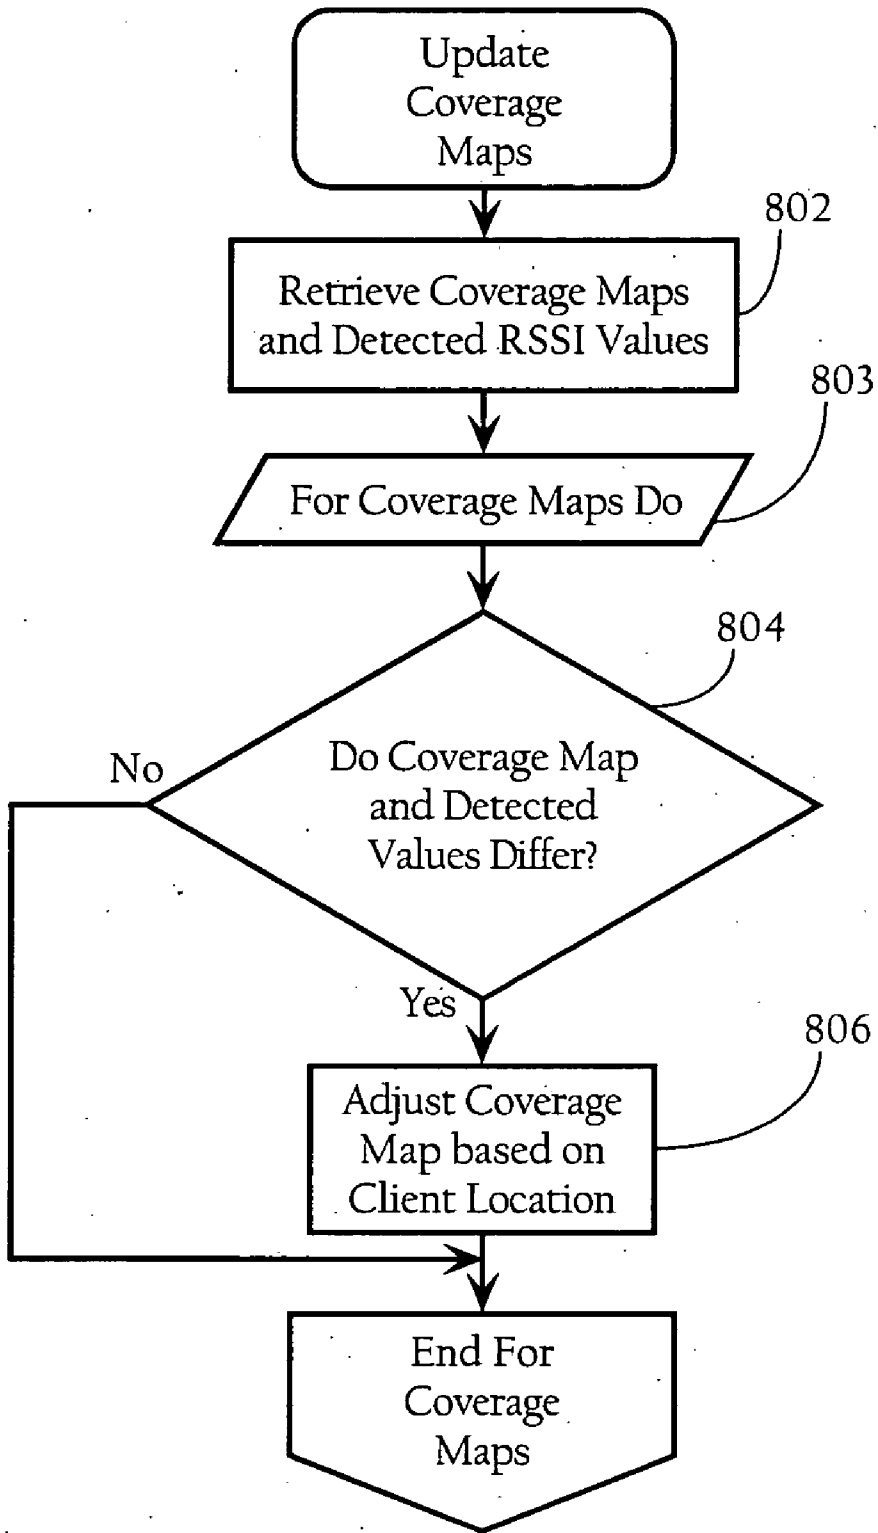 Update
Coverage
Maps
802
Retrieve Coverage Maps
and Detected RSSI Values
803
For Coverage Maps Do
804
No
Do Coverage Map
and Detected
Values Differ?
Yes
806
Adjust Coverage
Map based on
Client Location
End For
Coverage
Maps